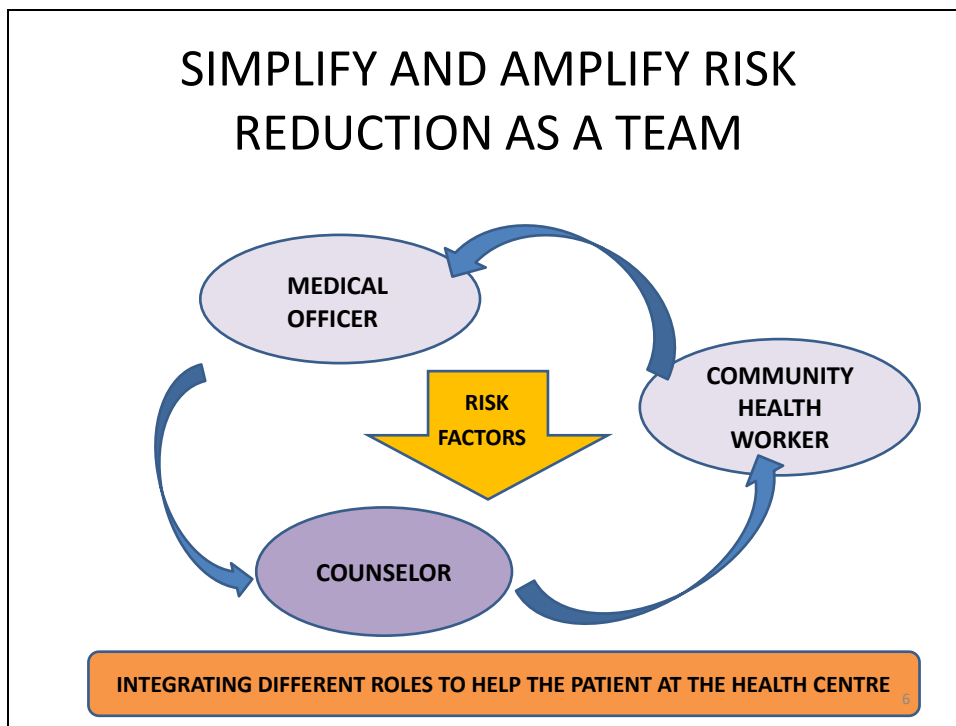 SIMPLIFY AND AMPLIFY RISK
REDUCTION AS A TEAM
MEDICAL
OFFICER
COMMUNITY
HEALTH
WORKER
RISK
FACTORS
COUNSELOR
INTEGRATING DIFFERENT ROLES TO HELP THE PATIENT AT THE HEALTH CENTRE
6